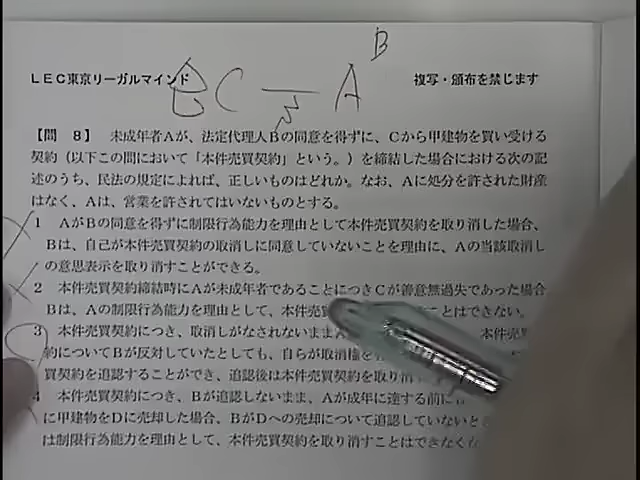 B
LEC東京リーガルマインド
複写・頒布を禁じます
C A
【問 8】 未成年者Aが、法定代理人Bの同意を得ずに、Cから甲建物を買い受ける
契約（以下この問において「本件売買契約」という。）を締結した場合における次の記
述のうち、民法の規定によれば、正しいものはどれか。なお、Aに処分を許された財産
はなく、Aは、営業を許されてはいないものとする。
1 AがBの同意を得ずに制限行為能力を理由として本件売買契約を取り消した場合、
Bは、自己が本件売買契約の取消しに同意していないことを理由に、Aの当該取消し
の意思表示を取り消すことができる。
2 本件売買契約締結時にAが未成年者であることにつきCが善意無過失であった場合
Bは、Aの制限行為能力を理由として、本件売買 ことはできない。
3 本件売買契約につき、取消しがなされないまま 本件売
約についてBが反対していたとしても、自らが取消権を
買契約を追認することができ、追認後は本件売買契約を取り消
4 本件売買契約につき、Bが追認しないまま、Aが成年に達する前に
に甲建物をDに売却した場合、BがDへの売却について追認していないと
は制限行為能力を理由として、本件売買契約を取り消すことはできなく